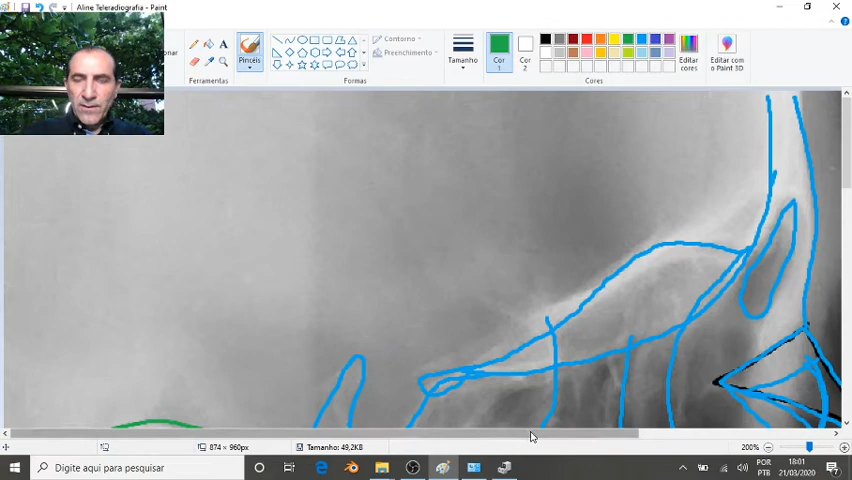 Aline Teleradiografia - Paint
Contorno
Preenchimento
Pincéis
Tamanho
Cor
1
Cor
2
Editar
cores
Editar com
o Paint 3D
Ferramentas
Formas
Cores
874 × 960px
Tamanho: 49,2KB
200%
Digite aqui para pesquisar
POR
PTB
18:01
21/03/2020